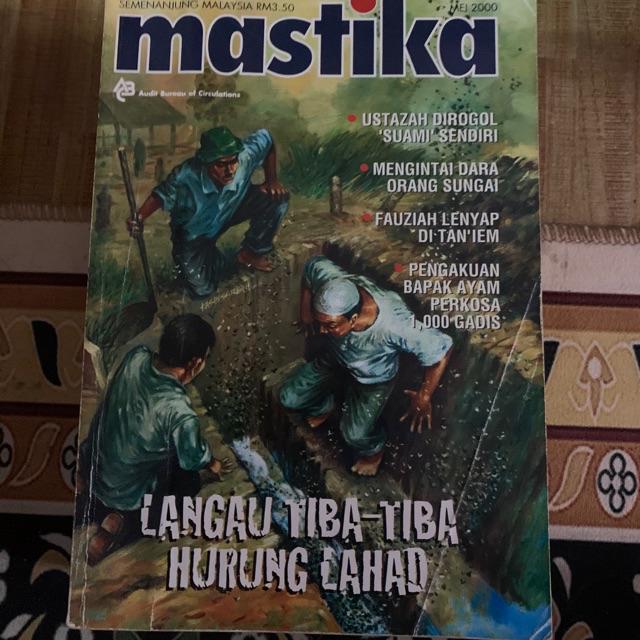 SEMENANJUNG MALAYSIA RM3.50
MEI 2000
mastika
Audit Bureau of Circulations
• USTAZAH DIROGOL
'SUAMI' SENDIRI
• MENGINTAI DARA
ORANG SUNGAI
• FAUZIAH LENYAP
DI TAN'IEM
• PENGAKUAN
BAPAK AYAM
PERKOSA
1,000 GADIS
LANGAU TIBA-TIBA
HURUNG LAHAD